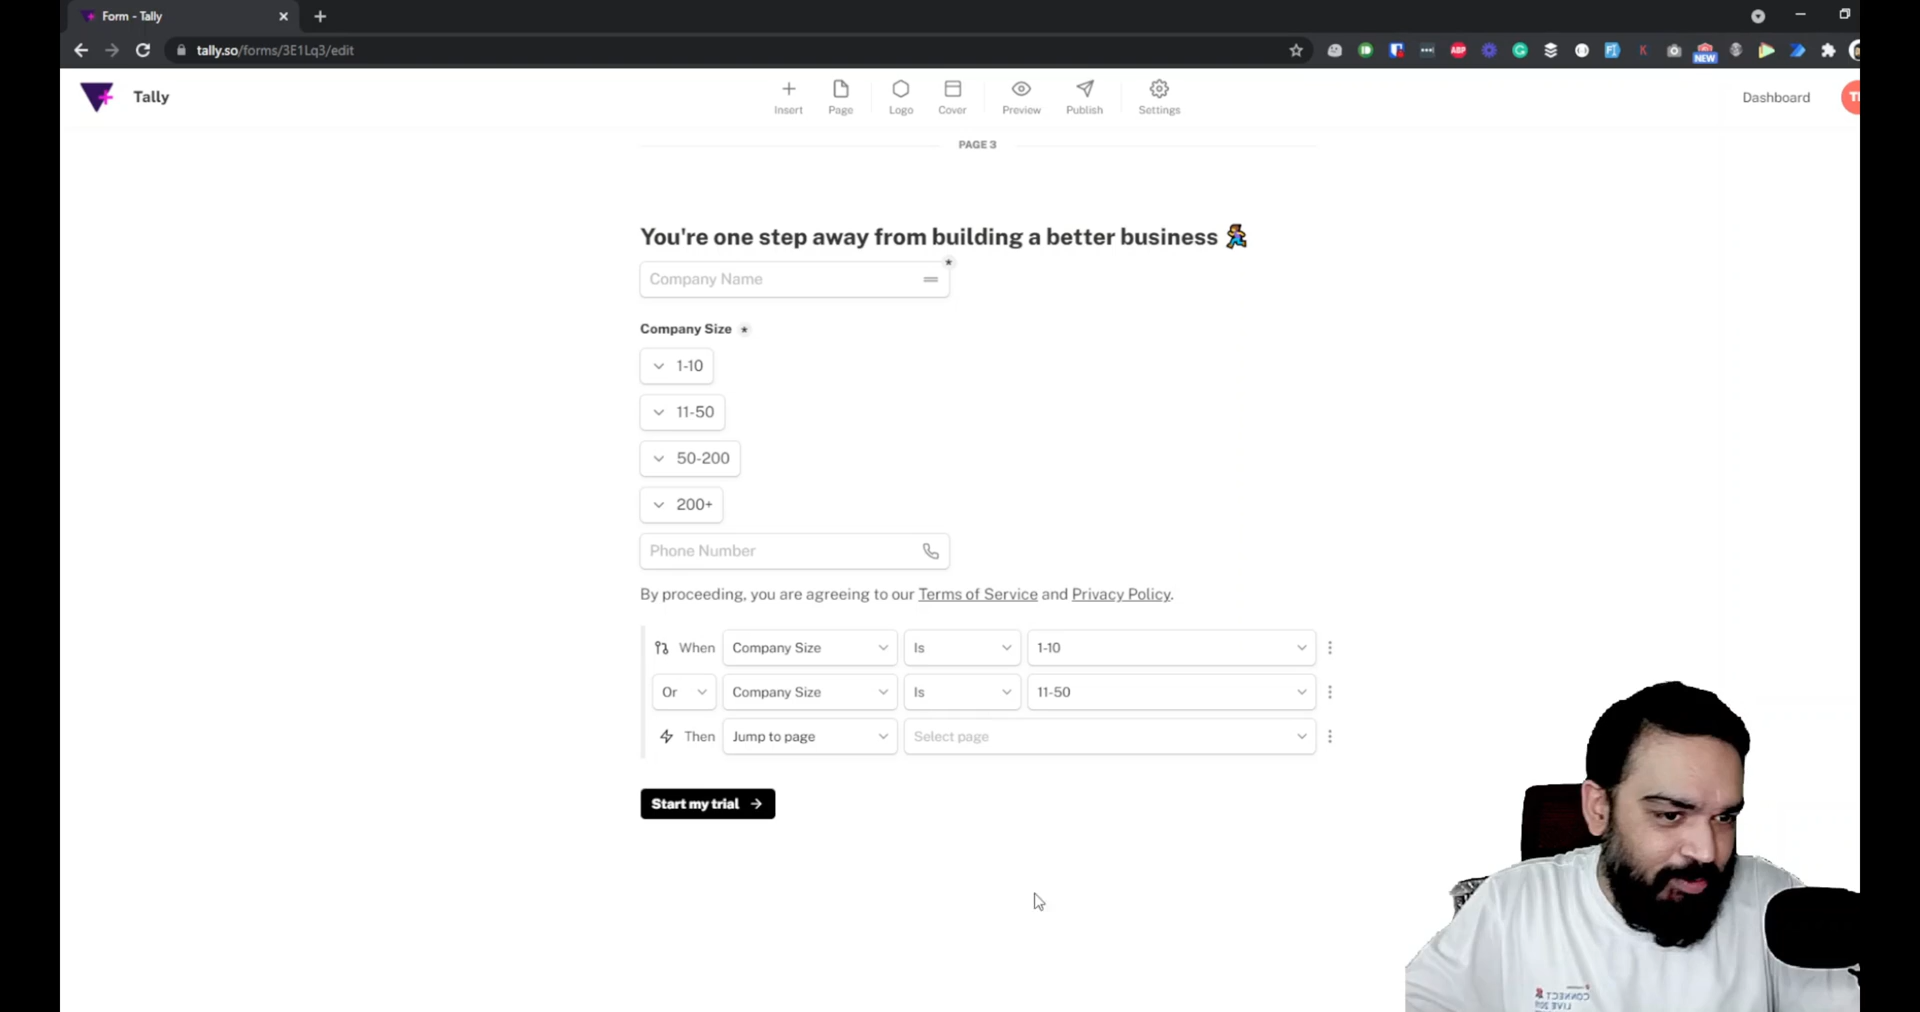 Form - Tally
tally.so/forms/3E1Lq3/edit
ABP
NEW
Tally
Insert
Page
Logo
Cover
Preview
Publish
Settings
Dashboard
PAGE 3
You're one step away from building a better business
Company Name
*
Company Size *
1-10
11-50
50-200
200+
Phone Number
By proceeding, you are agreeing to our Terms of Service and Privacy Policy.
When Company Size Is 1-10
Or Company Size Is 11-50
Then Jump to page Select page
Start my trial →
CONNECT